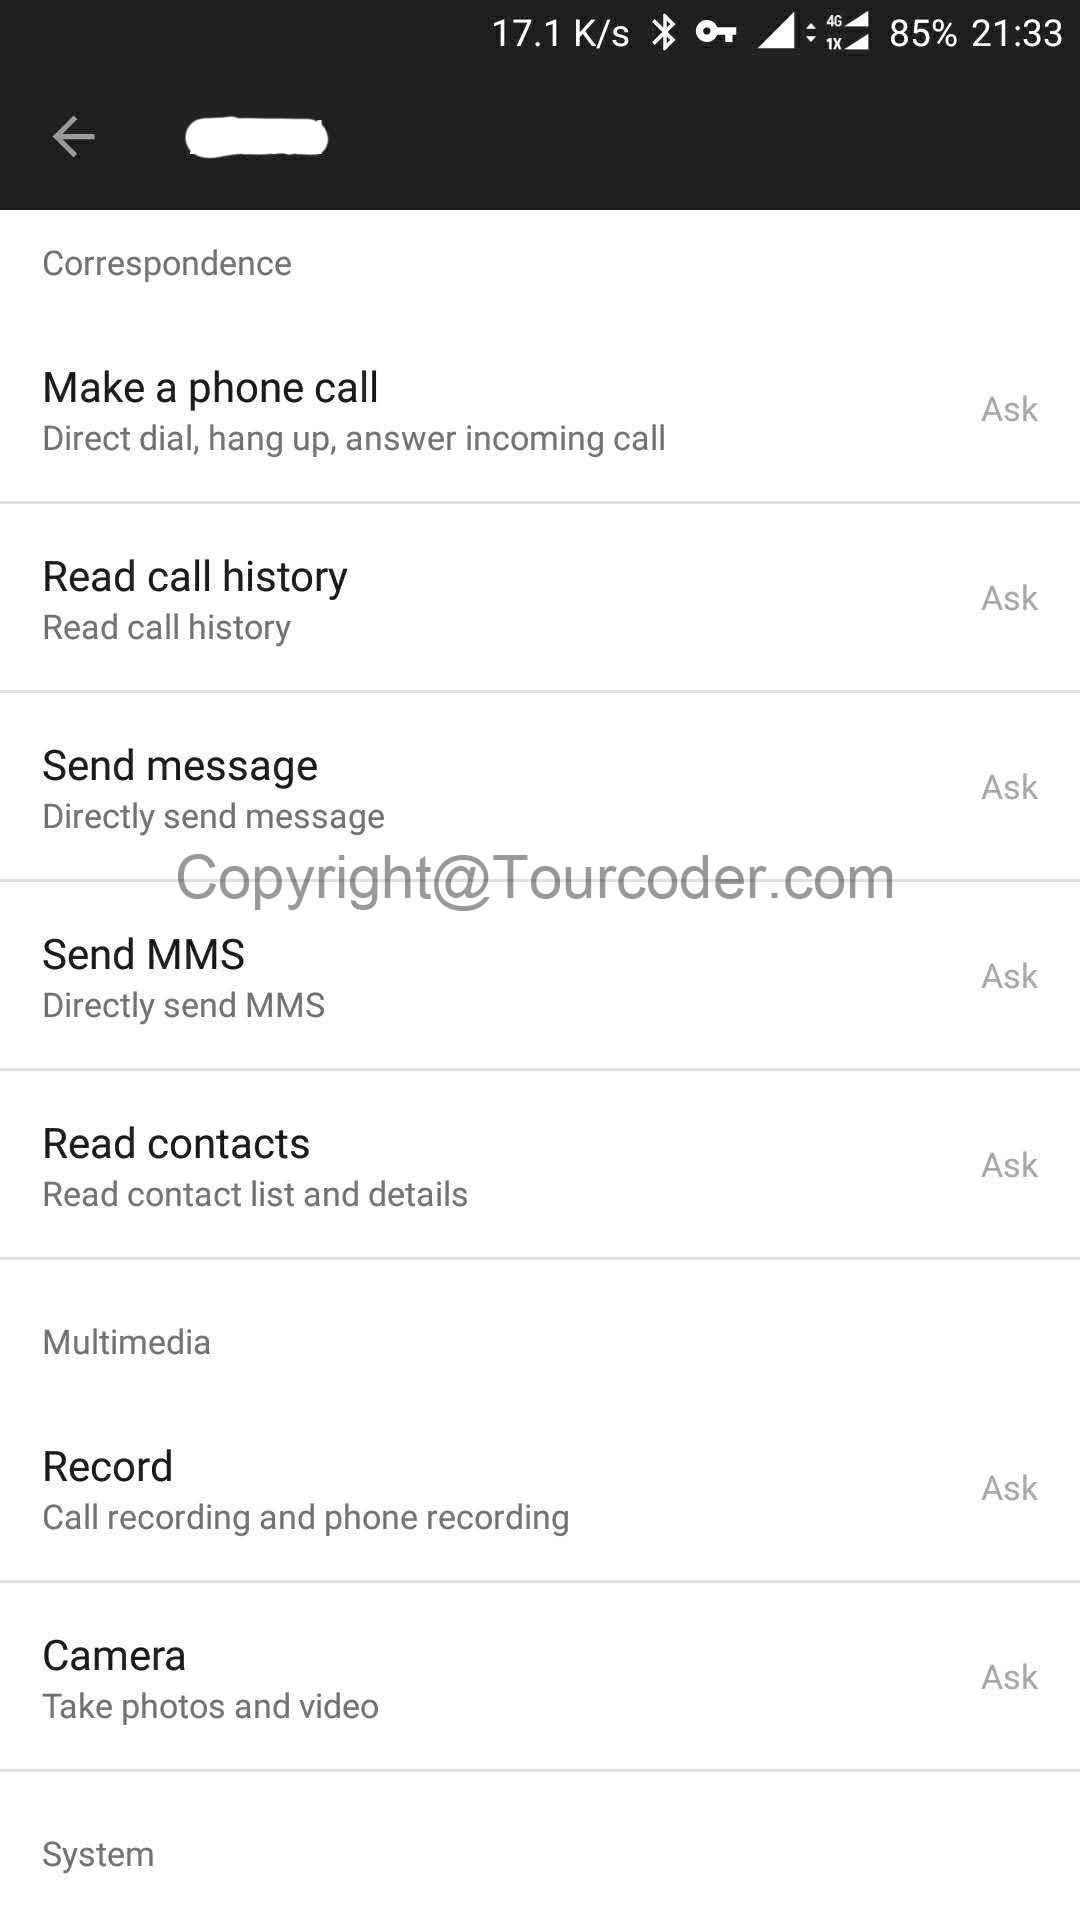 17.1 K/s 4G 1X 85% 21:33
Correspondence
Make a phone call
Direct dial, hang up, answer incoming call
Ask
Read call history
Read call history
Ask
Send message
Directly send message
Ask
Copyright@Tourcoder.com
Send MMS
Directly send MMS
Ask
Read contacts
Read contact list and details
Ask
Multimedia
Record
Call recording and phone recording
Ask
Camera
Take photos and video
Ask
System